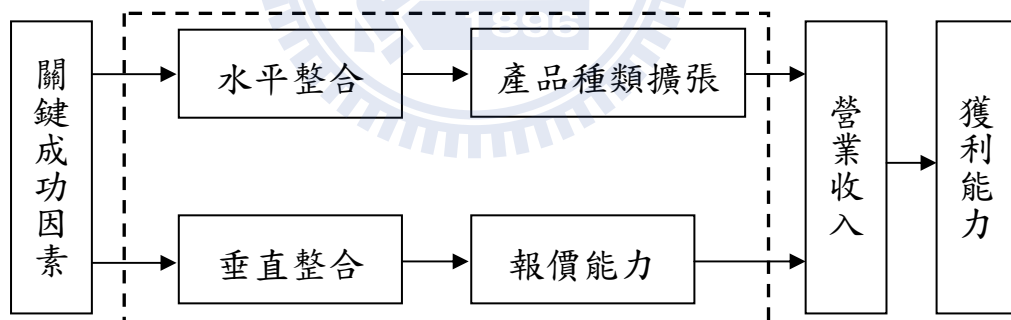 關鍵成功因素
水平整合
產品種類擴張
垂直整合
報價能力
營業收入
獲利能力
1896